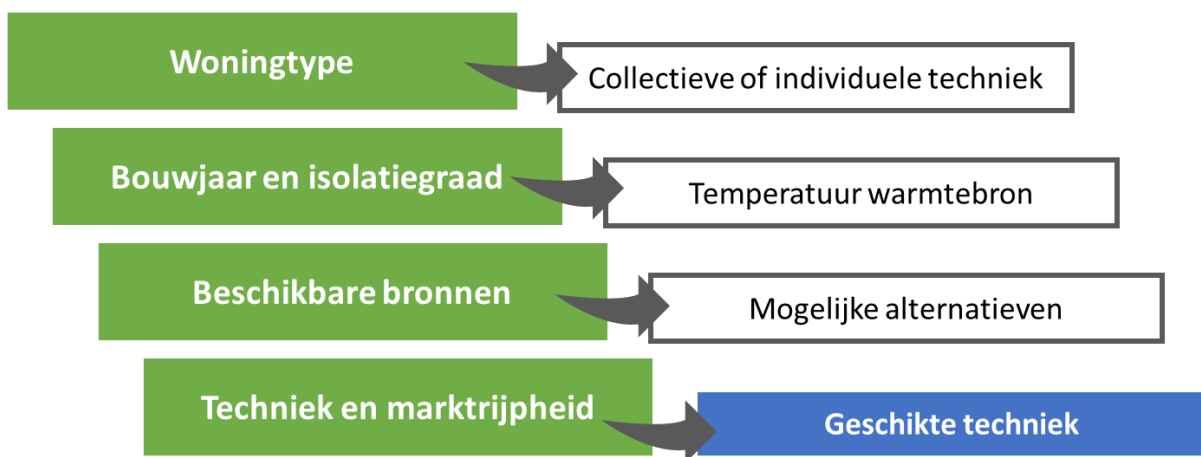 Woningtype
Collectieve of individuele techniek
Bouwjaar en isolatiegraad
Temperatuur warmtebron
Beschikbare bronnen
Mogelijke alternatieven
Techniek en marktrijpheid
Geschikte techniek